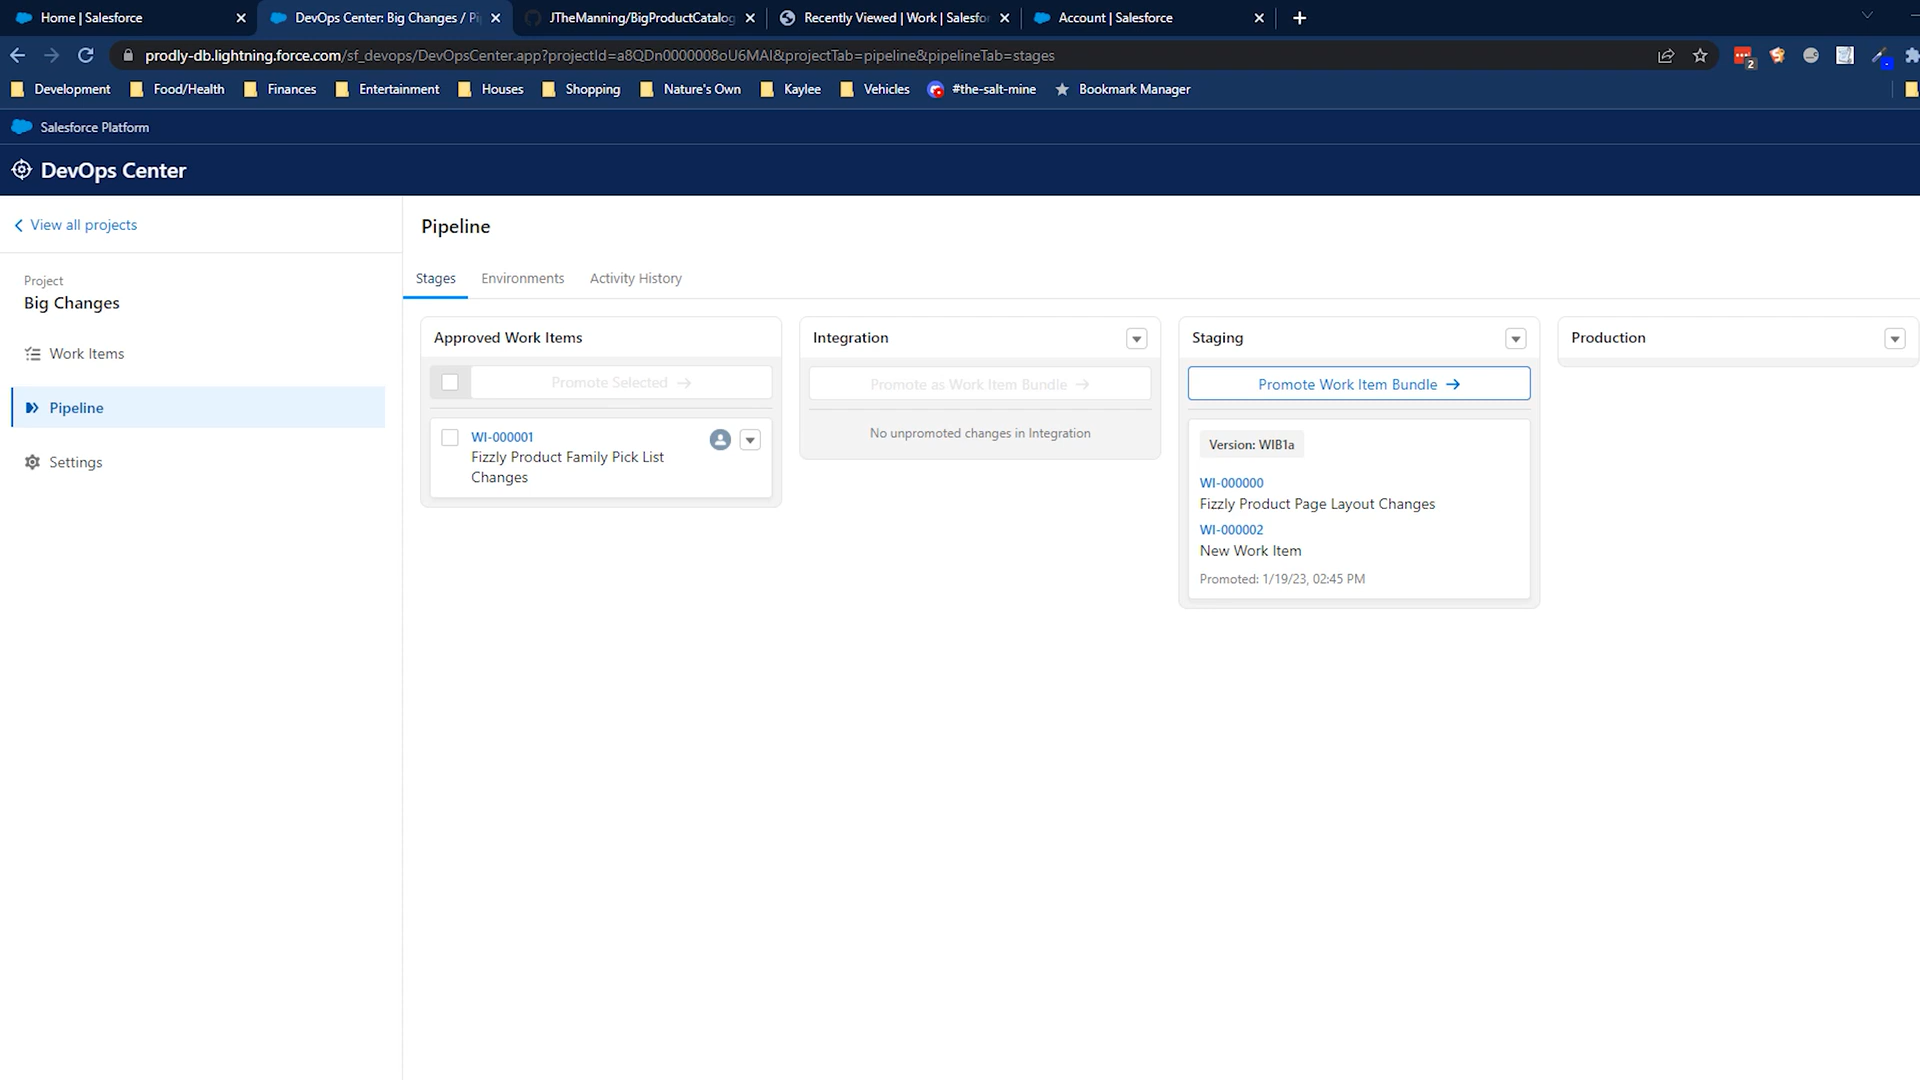 Home | Salesforce
DevOps Center: Big Changes / Pi
JTheManning/BigProductCatalog
Recently Viewed | Work | Salesfo
Account | Salesforce
prodly-db.lightning.force.com/sf_devops/DevOpsCenter.app?projectId=a8QDn0000008oU6MAI&projectTab=pipeline&pipelineTab=stages
2
Development
Food/Health
Finances
Entertainment
Houses
Shopping
Nature's Own
Kaylee
Vehicles
#the-salt-mine
Bookmark Manager
Salesforce Platform
DevOps Center
View all projects
Project
Big Changes
Work Items
Pipeline
Settings
Pipeline
Stages
Environments
Activity History
Approved Work Items
Promote Selected
WI-000001
Fizzly Product Family Pick List
Changes
Integration
Promote as Work Item Bundle
No unpromoted changes in Integration
Staging
Promote Work Item Bundle
Version: WIB1a
WI-000000
Fizzly Product Page Layout Changes
WI-000002
New Work Item
Promoted: 1/19/23, 02:45 PM
Production